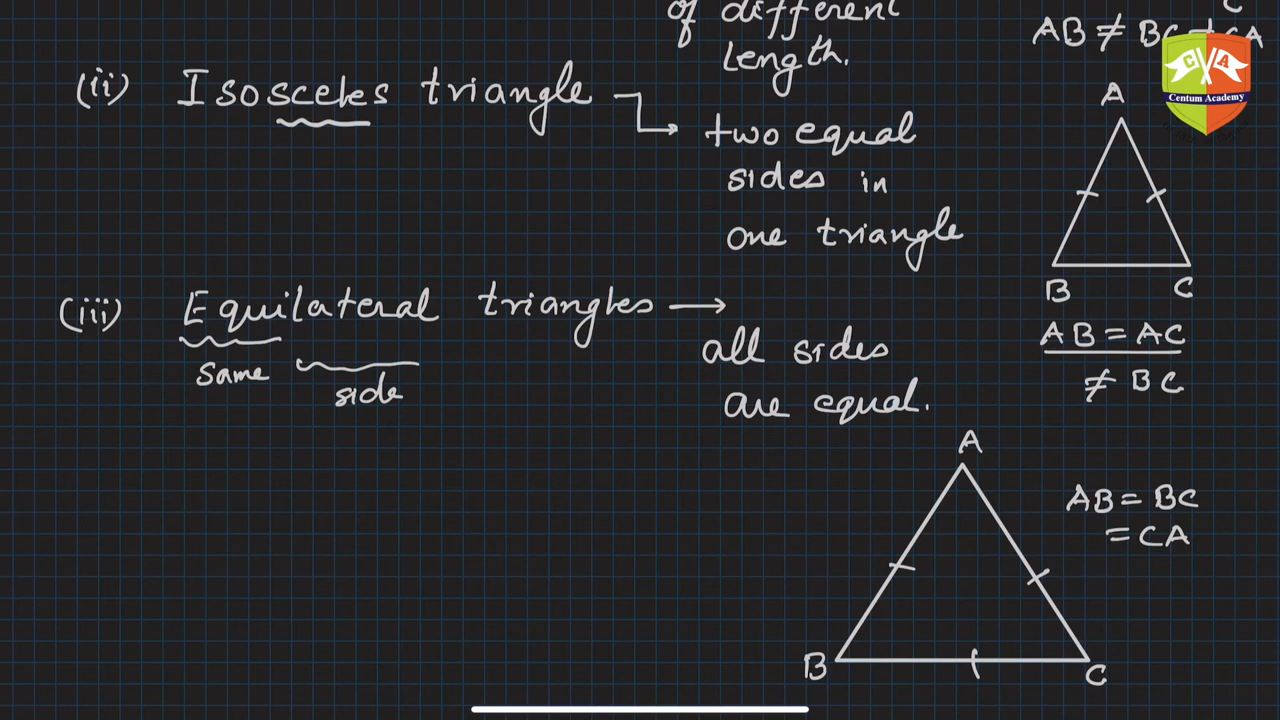 of different
length.
AB ≠ BC ≠ CA
C A
Centum Academy
(ii) Isosceles triangle →
two equal
sides in
one triangle
A
B C
AB = AC
≠ BC
(iii) Equilateral triangles →
same
side
all sides
are equal.
A
B C
AB = BC
= CA